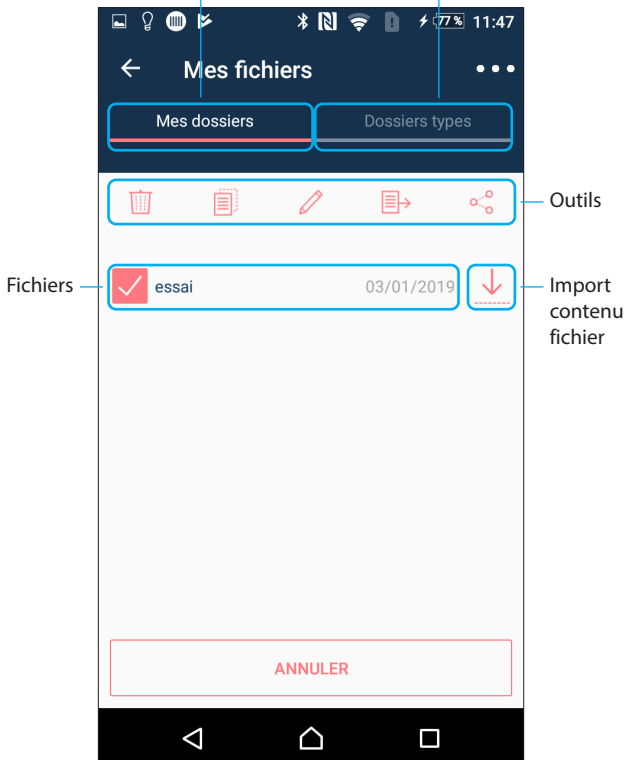 77 % 11:47
Mes fichiers
Mes dossiers Dossiers types
Outils
Fichiers essai 03/01/2019 Import
contenu
fichier
ANNULER